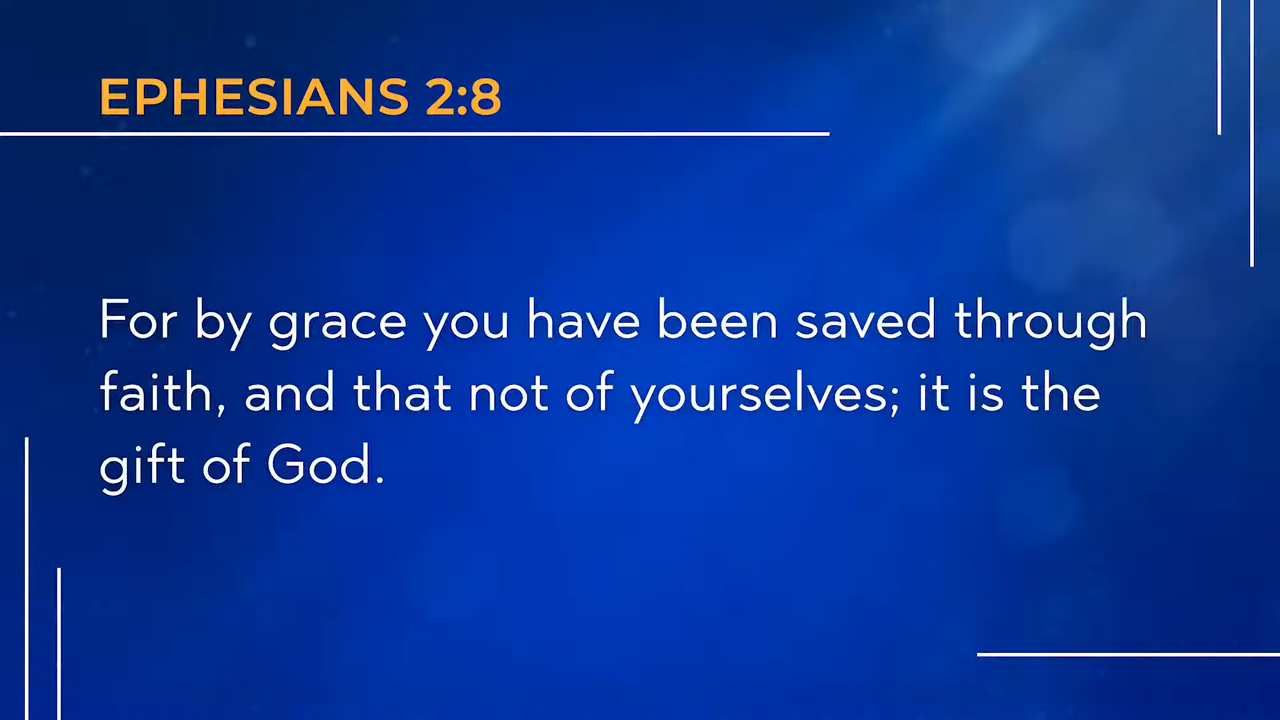 EPHESIANS 2:8
For by grace you have been saved through
faith, and that not of yourselves; it is the
gift of God.